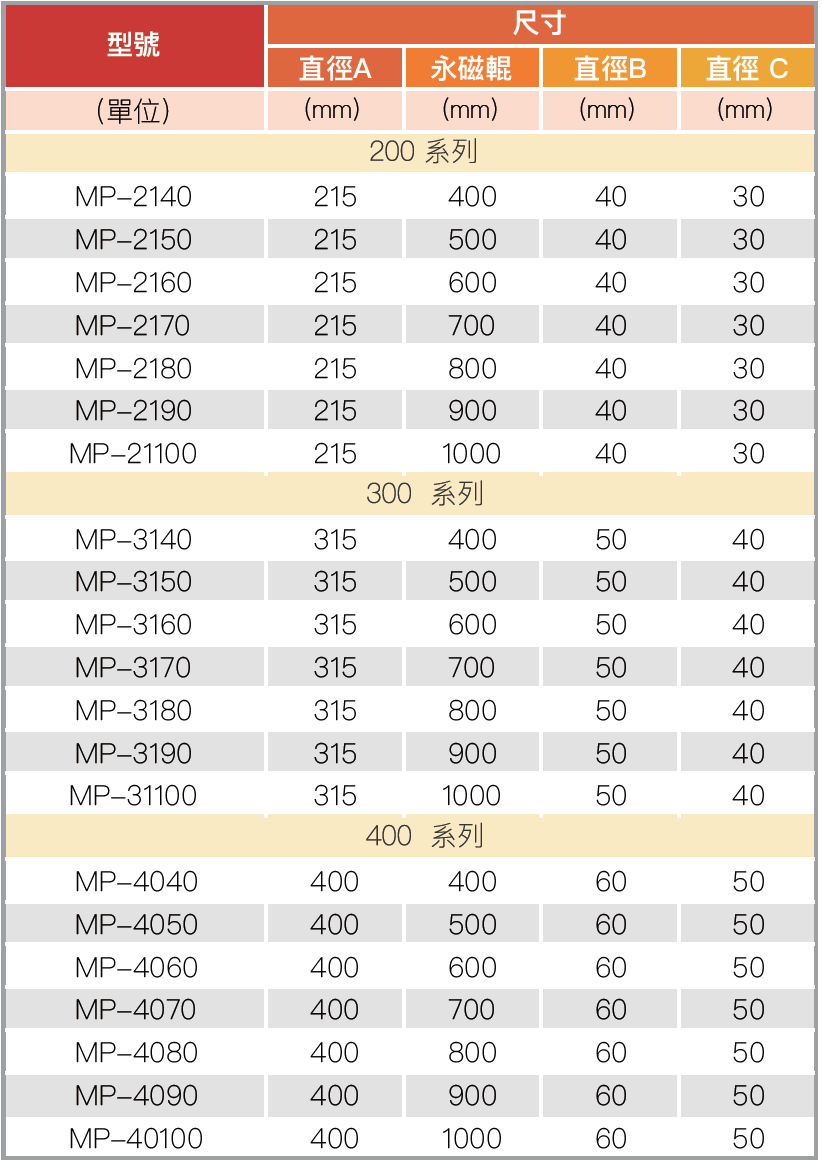 型號 尺寸
直徑A 永磁輥 直徑B 直徑 C
(單位) (mm) (mm) (mm) (mm)
200 系列
MP-2140 215 400 40 30
MP-2150 215 500 40 30
MP-2160 215 600 40 30
MP-2170 215 700 40 30
MP-2180 215 800 40 30
MP-2190 215 900 40 30
MP-21100 215 1000 40 30
300 系列
MP-3140 315 400 50 40
MP-3150 315 500 50 40
MP-3160 315 600 50 40
MP-3170 315 700 50 40
MP-3180 315 800 50 40
MP-3190 315 900 50 40
MP-31100 315 1000 50 40
400 系列
MP-4040 400 400 60 50
MP-4050 400 500 60 50
MP-4060 400 600 60 50
MP-4070 400 700 60 50
MP-4080 400 800 60 50
MP-4090 400 900 60 50
MP-40100 400 1000 60 50